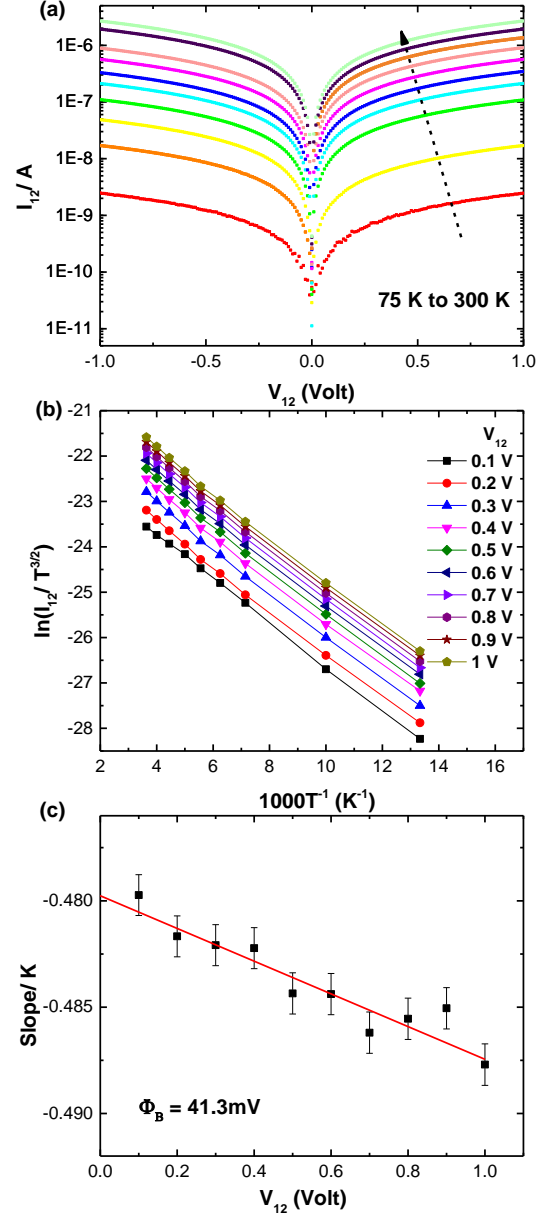 (a)
1E-6
1E-7
1E-8
1E-9
1E-10
1E-11
I₁₂/ A
75 K to 300 K
-1.0 -0.5 0.0 0.5 1.0
V₁₂ (Volt)
(b)
-21
-22
-23
-24
-25
-26
-27
-28
ln(I₁₂/ T³ᐟ²)
V₁₂
0.1 V
0.2 V
0.3 V
0.4 V
0.5 V
0.6 V
0.7 V
0.8 V
0.9 V
1 V
2 4 6 8 10 12 14 16
1000T⁻¹ (K⁻¹)
(c)
-0.480
-0.485
-0.490
Slope/ K
Φ_B = 41.3mV
0.0 0.2 0.4 0.6 0.8 1.0
V₁₂ (Volt)